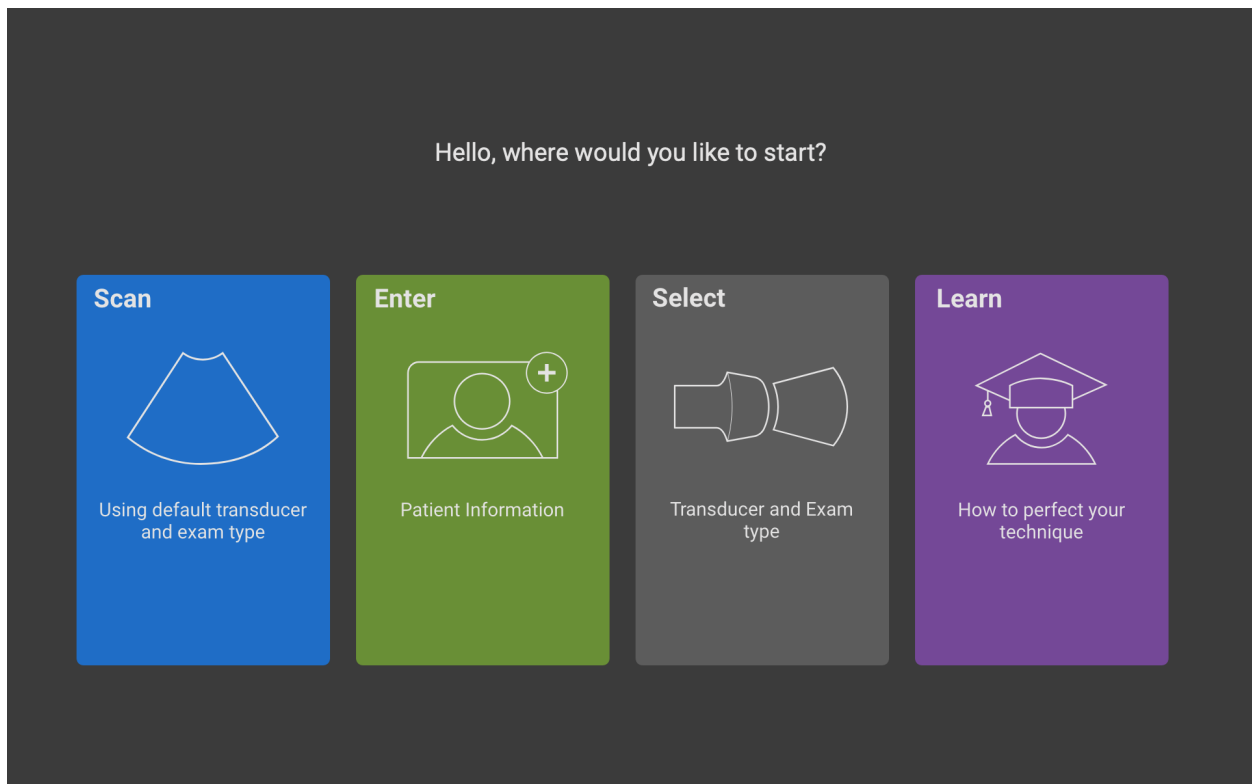 Hello, where would you like to start?
Scan
Using default transducer
and exam type
Enter
Patient Information
Select
Transducer and Exam
type
Learn
How to perfect your
technique